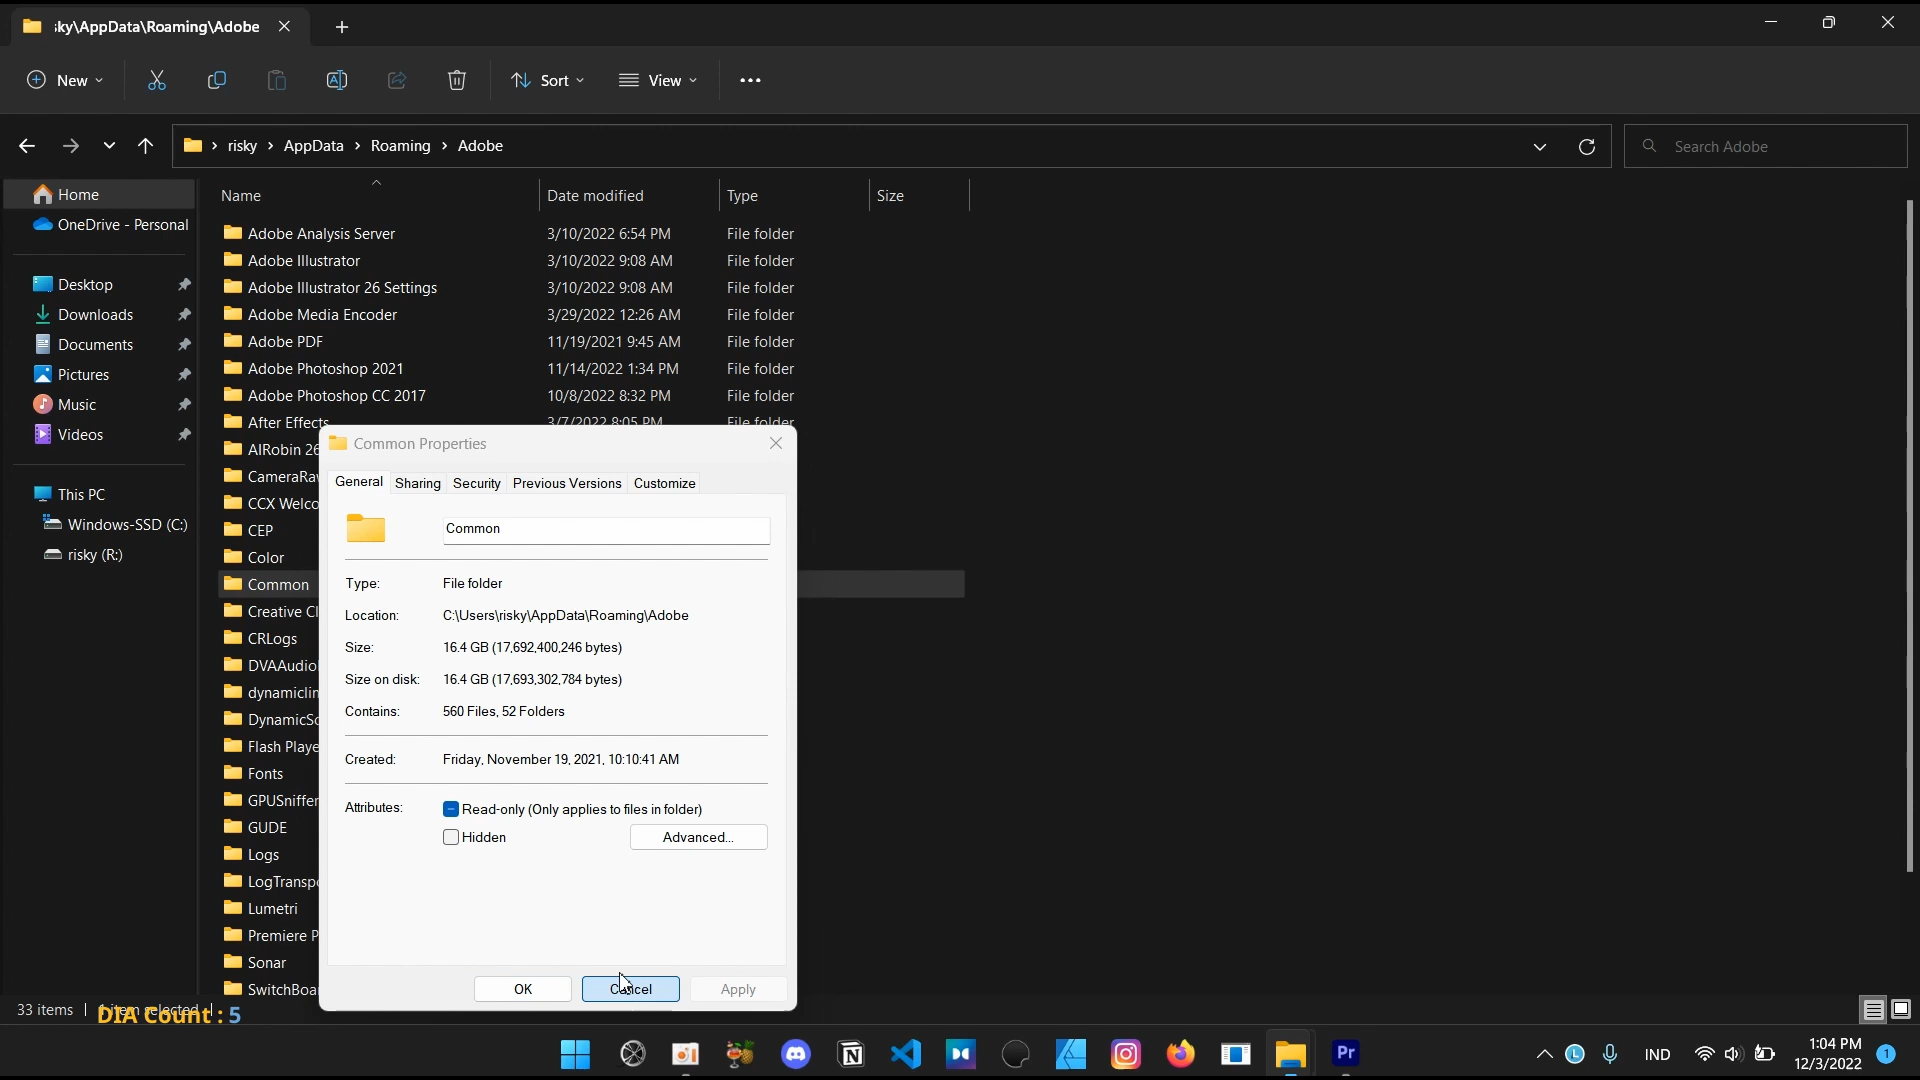 :ky\AppData\Roaming\Adobe
New
Sort
View
risky > AppData > Roaming > Adobe
Search Adobe
Home
OneDrive - Personal
Desktop
Downloads
Documents
Pictures
Music
Videos
This PC
Windows-SSD (C:)
risky (R:)
Name Date modified Type Size
Adobe Analysis Server 3/10/2022 6:54 PM File folder
Adobe Illustrator 3/10/2022 9:08 AM File folder
Adobe Illustrator 26 Settings 3/10/2022 9:08 AM File folder
Adobe Media Encoder 3/29/2022 12:26 AM File folder
Adobe PDF 11/19/2021 9:45 AM File folder
Adobe Photoshop 2021 11/14/2022 1:34 PM File folder
Adobe Photoshop CC 2017 10/8/2022 8:32 PM File folder
After Effects 3/7/2022 8:05 PM File folder
AIRobin 26
CameraRa
CCX Welco
CEP
Color
Common
Creative Cl
CRLogs
DVAAudio
dynamiclin
DynamicSc
Flash Playe
Fonts
GPUSniffer
GUDE
Logs
LogTransp
Lumetri
Premiere P
Sonar
SwitchBoa
Common Properties
General Sharing Security Previous Versions Customize
Common
Type: File folder
Location: C:\Users\risky\AppData\Roaming\Adobe
Size: 16.4 GB (17,692,400,246 bytes)
Size on disk: 16.4 GB (17,693,302,784 bytes)
Contains: 560 Files, 52 Folders
Created: Friday, November 19, 2021, 10:10:41 AM
Attributes: Read-only (Only applies to files in folder)
Hidden Advanced...
OK Cancel Apply
33 items 1 item selected
DIA Count : 5
Pr
IND
1:04 PM
12/3/2022
1